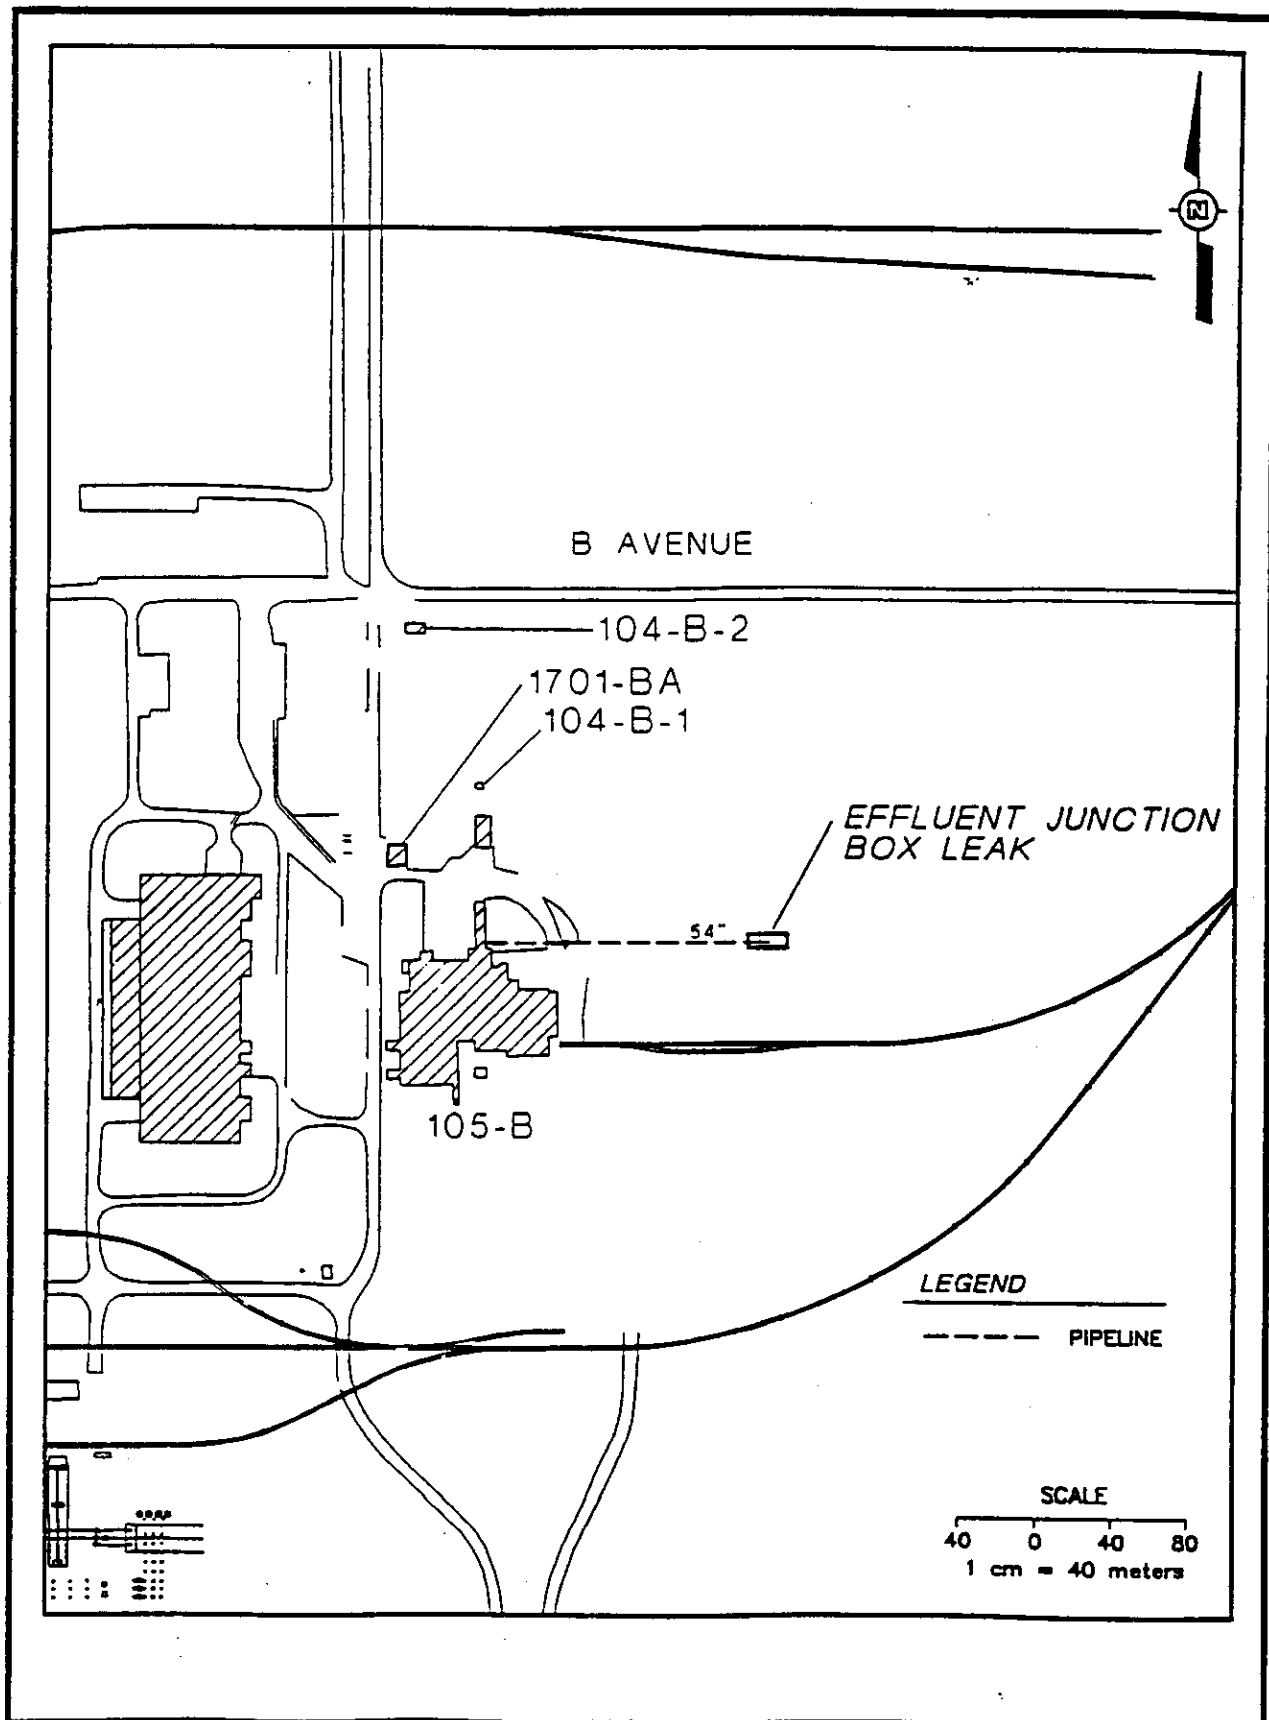 N
B AVENUE
104-B-2
1701-BA
104-B-1
EFFLUENT JUNCTION
BOX LEAK
54"
105-B
LEGEND
PIPELINE
SCALE
40 0 40 80
1 cm = 40 meters